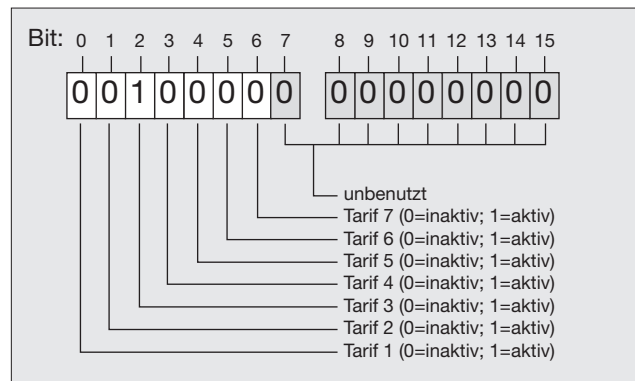 Bit: 0 1 2 3 4 5 6 7 8 9 10 11 12 13 14 15
0 0 1 0 0 0 0 0 0 0 0 0 0 0 0 0
unbenutzt
Tarif 7 (0=inaktiv; 1=aktiv)
Tarif 6 (0=inaktiv; 1=aktiv)
Tarif 5 (0=inaktiv; 1=aktiv)
Tarif 4 (0=inaktiv; 1=aktiv)
Tarif 3 (0=inaktiv; 1=aktiv)
Tarif 2 (0=inaktiv; 1=aktiv)
Tarif 1 (0=inaktiv; 1=aktiv)